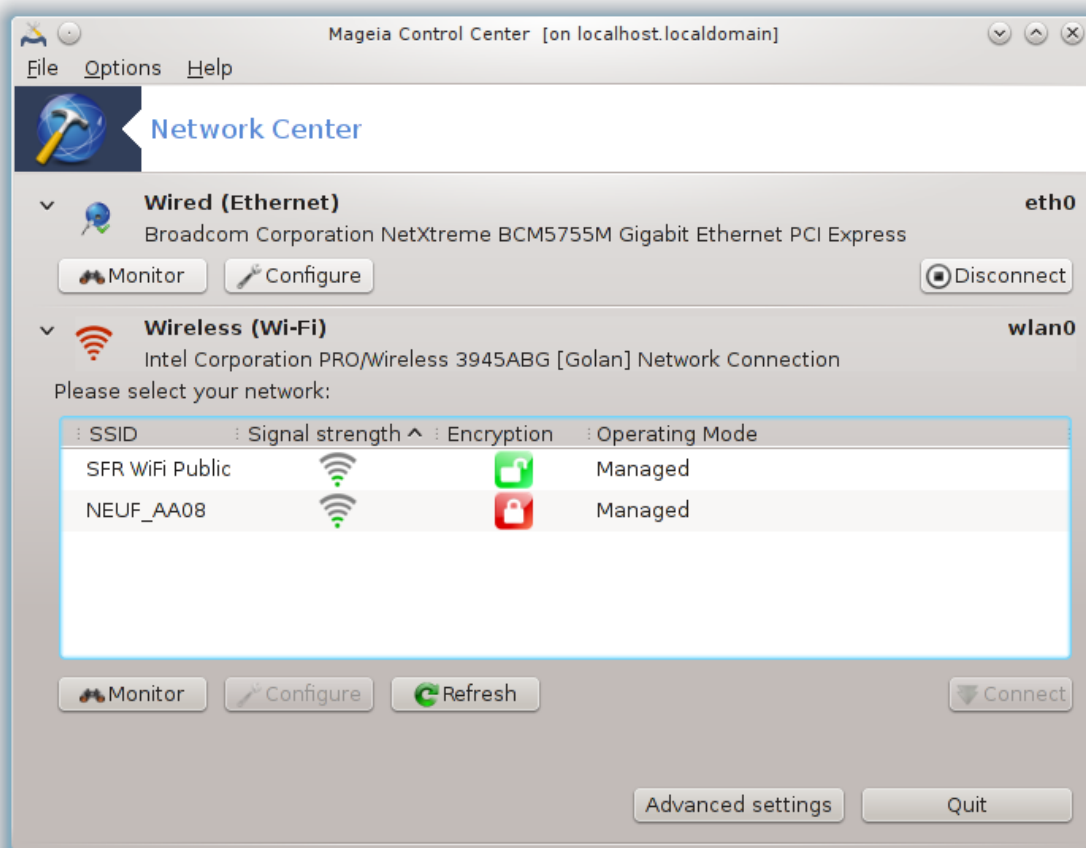 Mageia Control Center [on localhost.localdomain]
File Options Help
Network Center
Wired (Ethernet) eth0
Broadcom Corporation NetXtreme BCM5755M Gigabit Ethernet PCI Express
Monitor Configure Disconnect
Wireless (Wi-Fi) wlan0
Intel Corporation PRO/Wireless 3945ABG [Golan] Network Connection
Please select your network:
SSID Signal strength Encryption Operating Mode
SFR WiFi Public Managed
NEUF_AA08 Managed
Monitor Configure Refresh Connect
Advanced settings Quit